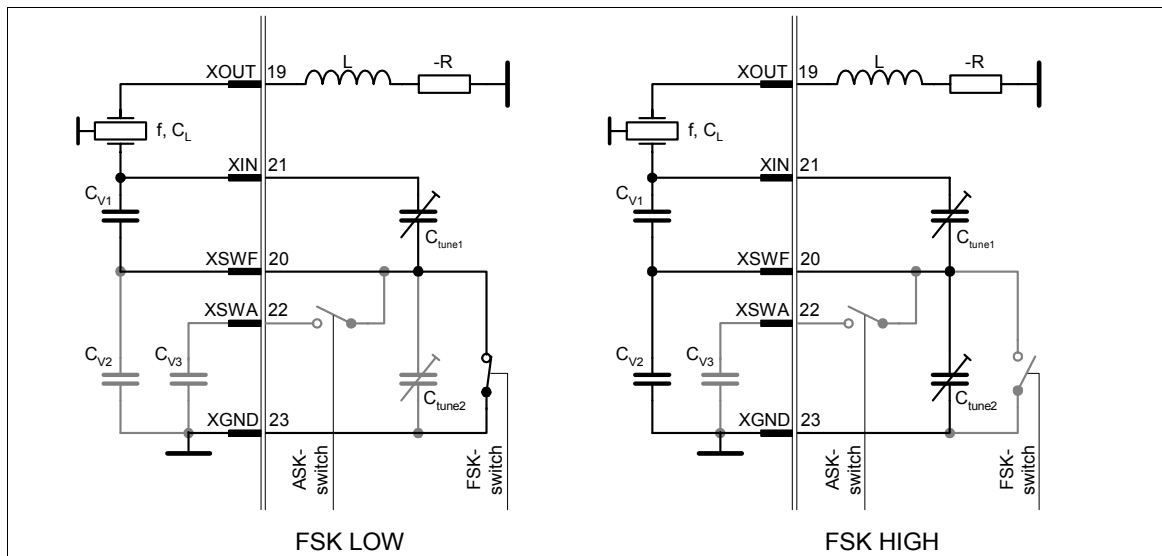 XOUT 19 L -R
f, CL
XIN 21
CV1
Ctune1
XSWF 20
XSWA 22
CV2 CV3
Ctune2
XGND 23
ASK-
switch
FSK-
switch
FSK LOW
XOUT 19 L -R
f, CL
XIN 21
CV1
Ctune1
XSWF 20
XSWA 22
CV2 CV3
Ctune2
XGND 23
ASK-
switch
FSK-
switch
FSK HIGH